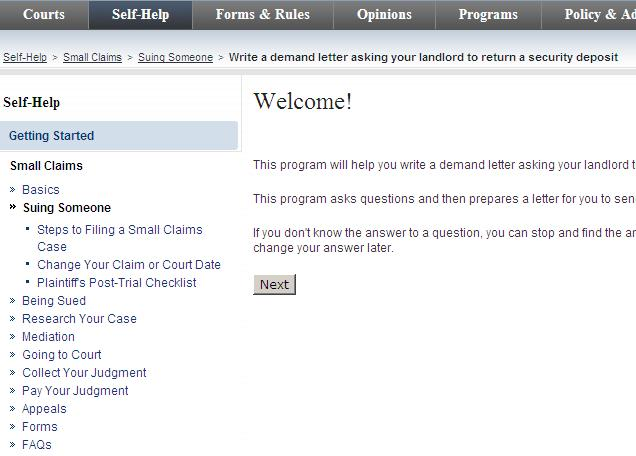 Courts Self-Help Forms & Rules Opinions Programs Policy &
Self-Help > Small Claims > Suing Someone > Write a demand letter asking your landlord to return a security deposit
Self-Help
Getting Started
Small Claims
» Basics
» Suing Someone
▪ Steps to Filing a Small Claims
Case
▪ Change Your Claim or Court Date
▪ Plaintiff's Post-Trial Checklist
» Being Sued
» Research Your Case
» Mediation
» Going to Court
» Collect Your Judgment
» Pay Your Judgment
» Appeals
» Forms
» FAQs
Welcome!
This program will help you write a demand letter asking your landlord
This program asks questions and then prepares a letter for you to
If you don't know the answer to a question, you can stop and find the
change your answer later.
Next